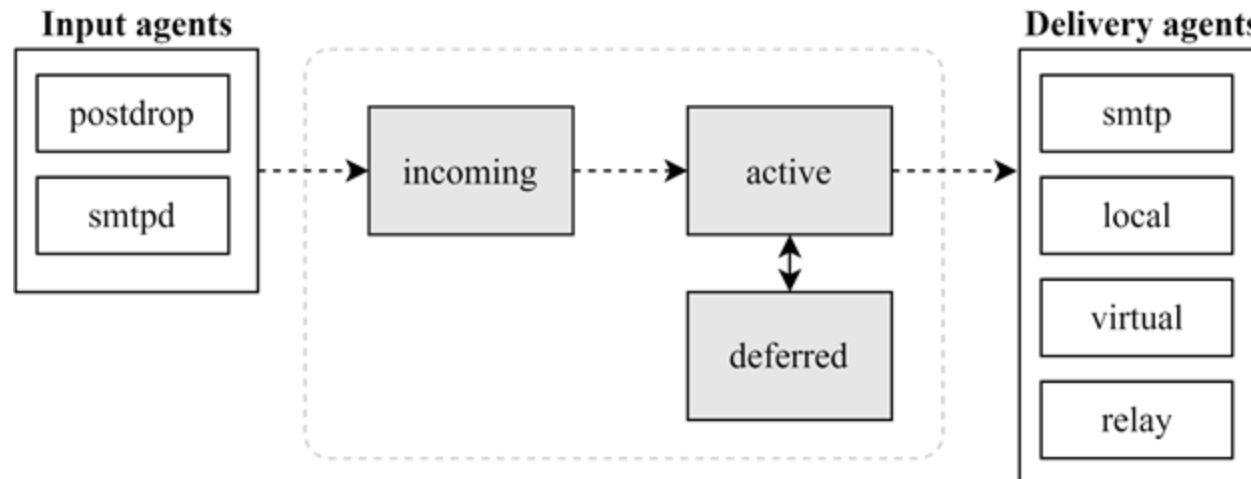 Input agents
postdrop
smtpd
incoming
active
deferred
Delivery agents
smtp
local
virtual
relay